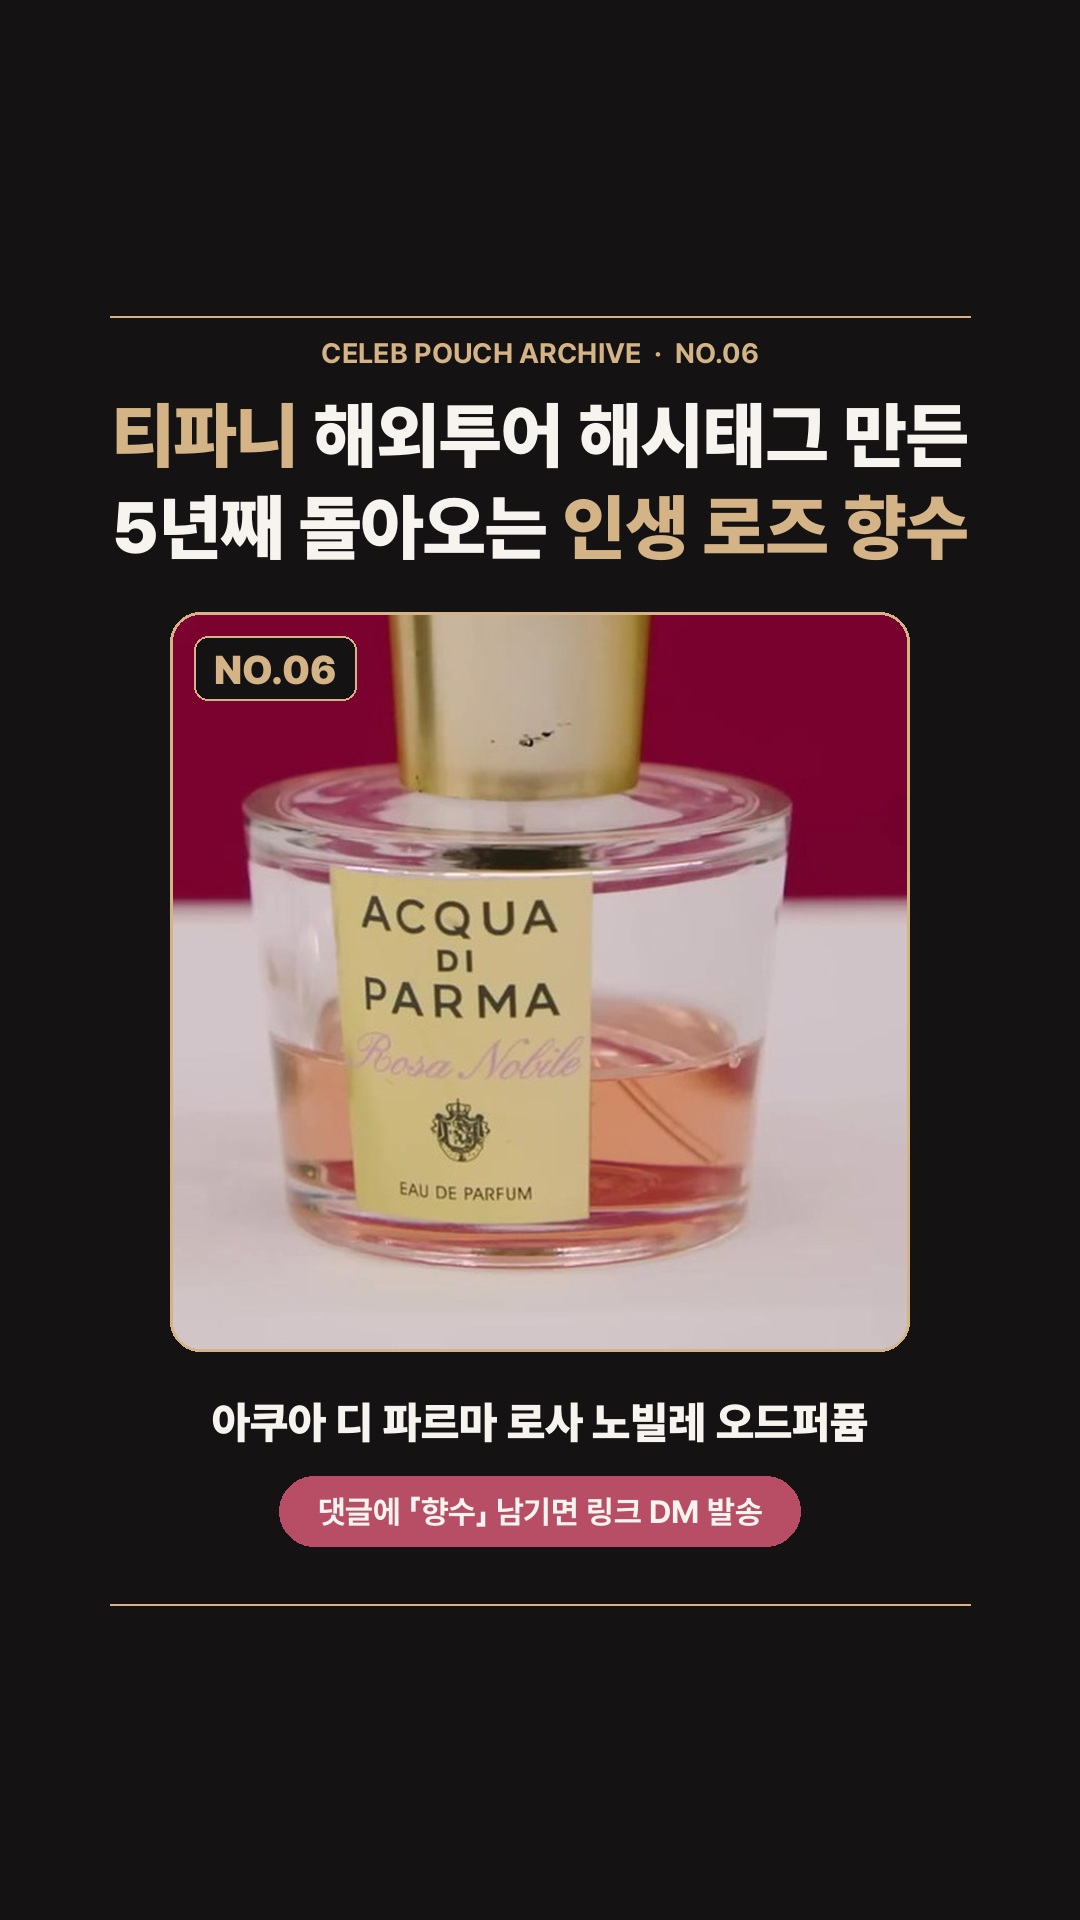 CELEB POUCH ARCHIVE · NO.06
티파니 해외투어 해시태그 만든
5년째 돌아오는 인생 로즈 향수
NO.06
ACQUA
DI
PARMA
Rosa Nobile
EAU DE PARFUM
아쿠아 디 파르마 로사 노빌레 오드퍼퓸
댓글에 「향수」 남기면 링크 DM 발송